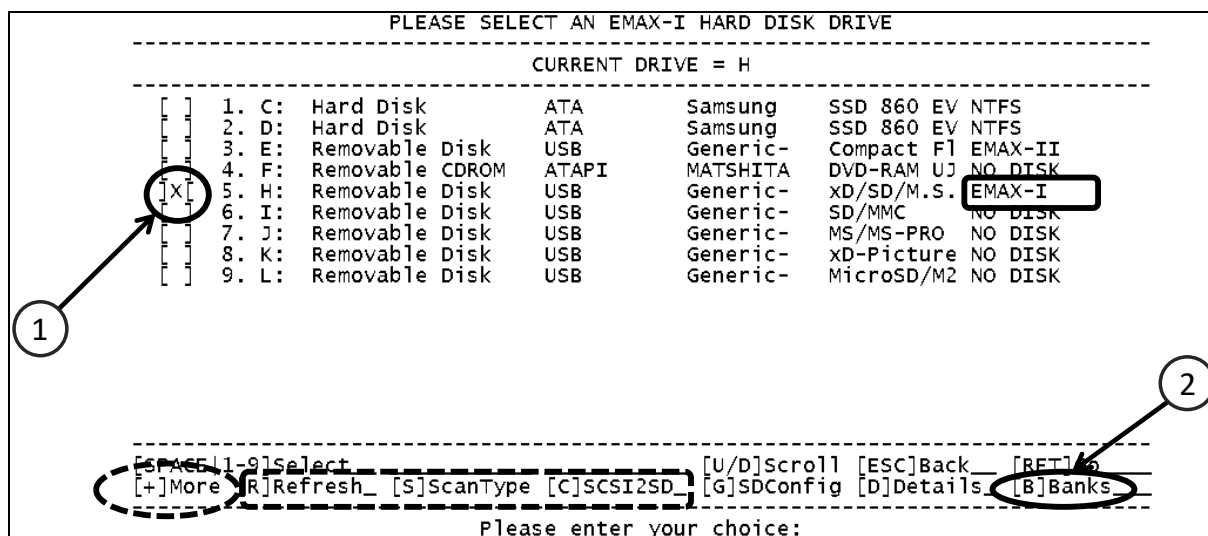 PLEASE SELECT AN EMAX-I HARD DISK DRIVE
--------------------------------------------------------------------------------
CURRENT DRIVE = H
--------------------------------------------------------------------------------
[ ] 1. C: Hard Disk ATA Samsung SSD 860 EV NTFS
[ ] 2. D: Hard Disk ATA Samsung SSD 860 EV NTFS
[ ] 3. E: Removable Disk USB Generic- Compact Fl EMAX-II
[ ] 4. F: Removable CDROM ATAPI MATSHITA DVD-RAM UJ NO DISK
]X[ 5. H: Removable Disk USB Generic- xD/SD/M.S. EMAX-I
[ ] 6. I: Removable Disk USB Generic- SD/MMC NO DISK
[ ] 7. J: Removable Disk USB Generic- MS/MS-PRO NO DISK
[ ] 8. K: Removable Disk USB Generic- xD-Picture NO DISK
[ ] 9. L: Removable Disk USB Generic- MicroSD/M2 NO DISK
1
2
--------------------------------------------------------------------------------
[SPACE|1-9]Select [U/D]Scroll [ESC]Back__ [RET]
[+]More [R]Refresh_ [S]ScanType [C]SCSI2SD_ [G]SDConfig [D]Details_ [B]Banks___
--------------------------------------------------------------------------------
Please enter your choice: